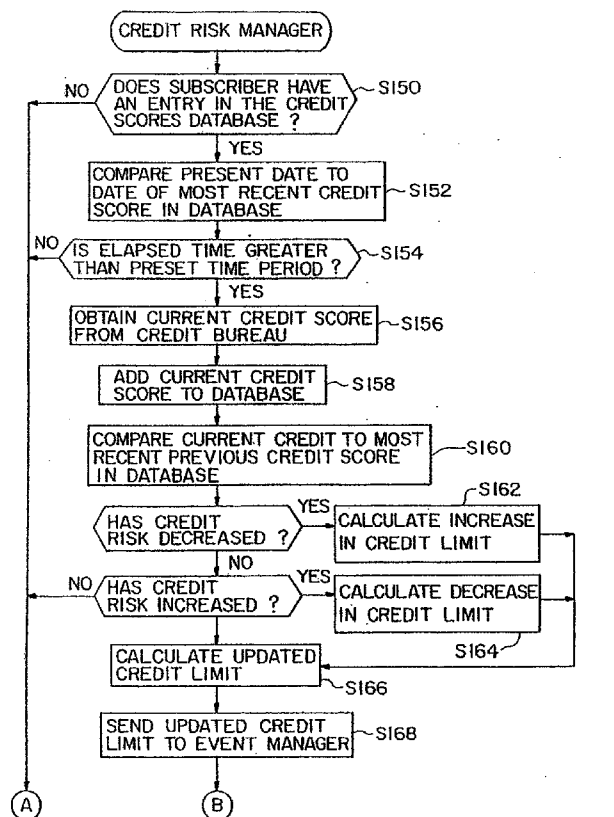 CREDIT RISK MANAGER
NO
DOES SUBSCRIBER HAVE
AN ENTRY IN THE CREDIT
SCORES DATABASE ?
S150
YES
COMPARE PRESENT DATE TO
DATE OF MOST RECENT CREDIT
SCORE IN DATABASE
S152
NO
IS ELAPSED TIME GREATER
THAN PRESET TIME PERIOD ?
S154
YES
OBTAIN CURRENT CREDIT SCORE
FROM CREDIT BUREAU
S156
ADD CURRENT CREDIT
SCORE TO DATABASE
S158
COMPARE CURRENT CREDIT TO MOST
RECENT PREVIOUS CREDIT SCORE
IN DATABASE
S160
HAS CREDIT
RISK DECREASED ?
YES
S162
CALCULATE INCREASE
IN CREDIT LIMIT
NO
NO
HAS CREDIT
RISK INCREASED ?
YES
CALCULATE DECREASE
IN CREDIT LIMIT
S164
CALCULATE UPDATED
CREDIT LIMIT
S166
SEND UPDATED CREDIT
LIMIT TO EVENT MANAGER
S168
A
B